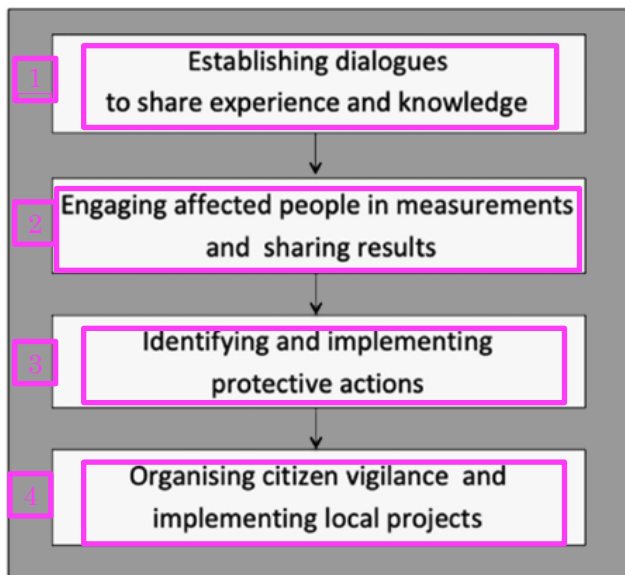 1
Establishing dialogues
to share experience and knowledge
2
Engaging affected people in measurements
and sharing results
3
Identifying and implementing
protective actions
4
Organising citizen vigilance and
implementing local projects